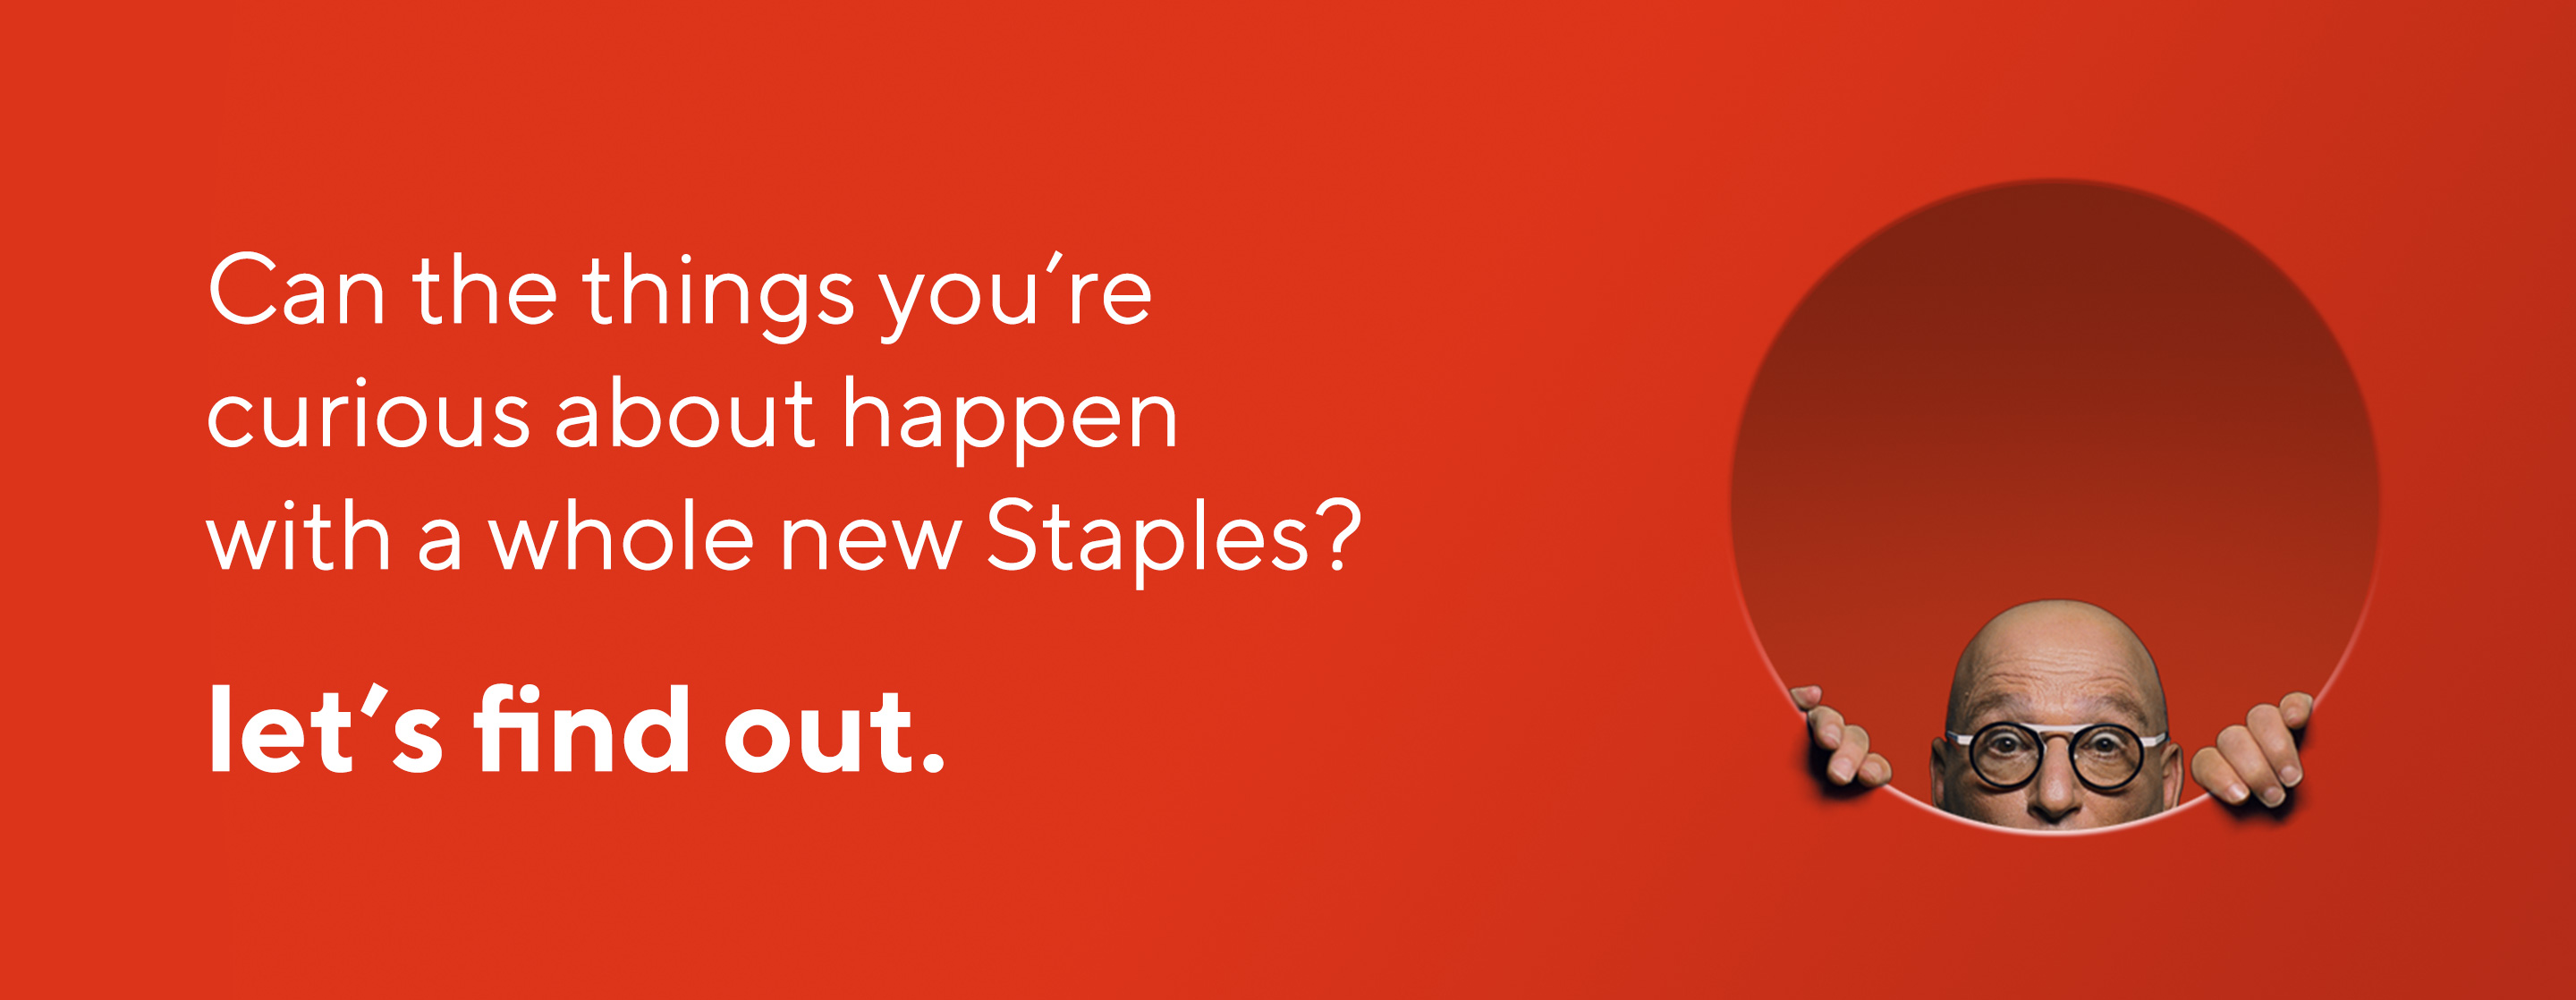 Can the things you’re
curious about happen
with a whole new Staples?
let’s find out.